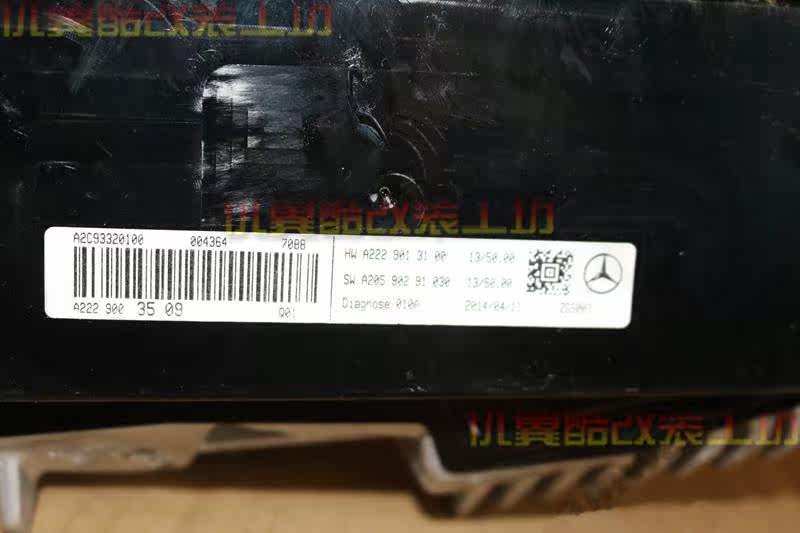 机翼酷改装工坊
机翼酷改装工坊
A2C93320100 004364 7088
A222 900 35 09 Q01
HW A222 901 31 00 13/50.00
SW A205 902 91 030 13/50.00
Diagnose 010A 2014/04/11
机翼酷改装工坊